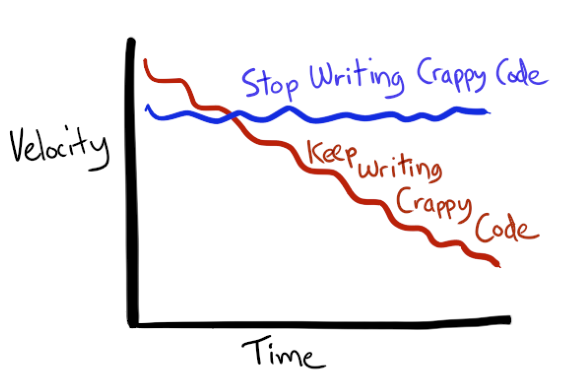 Stop Writing Crappy Code
Velocity
Keep
Writing
Crappy
Code
Time